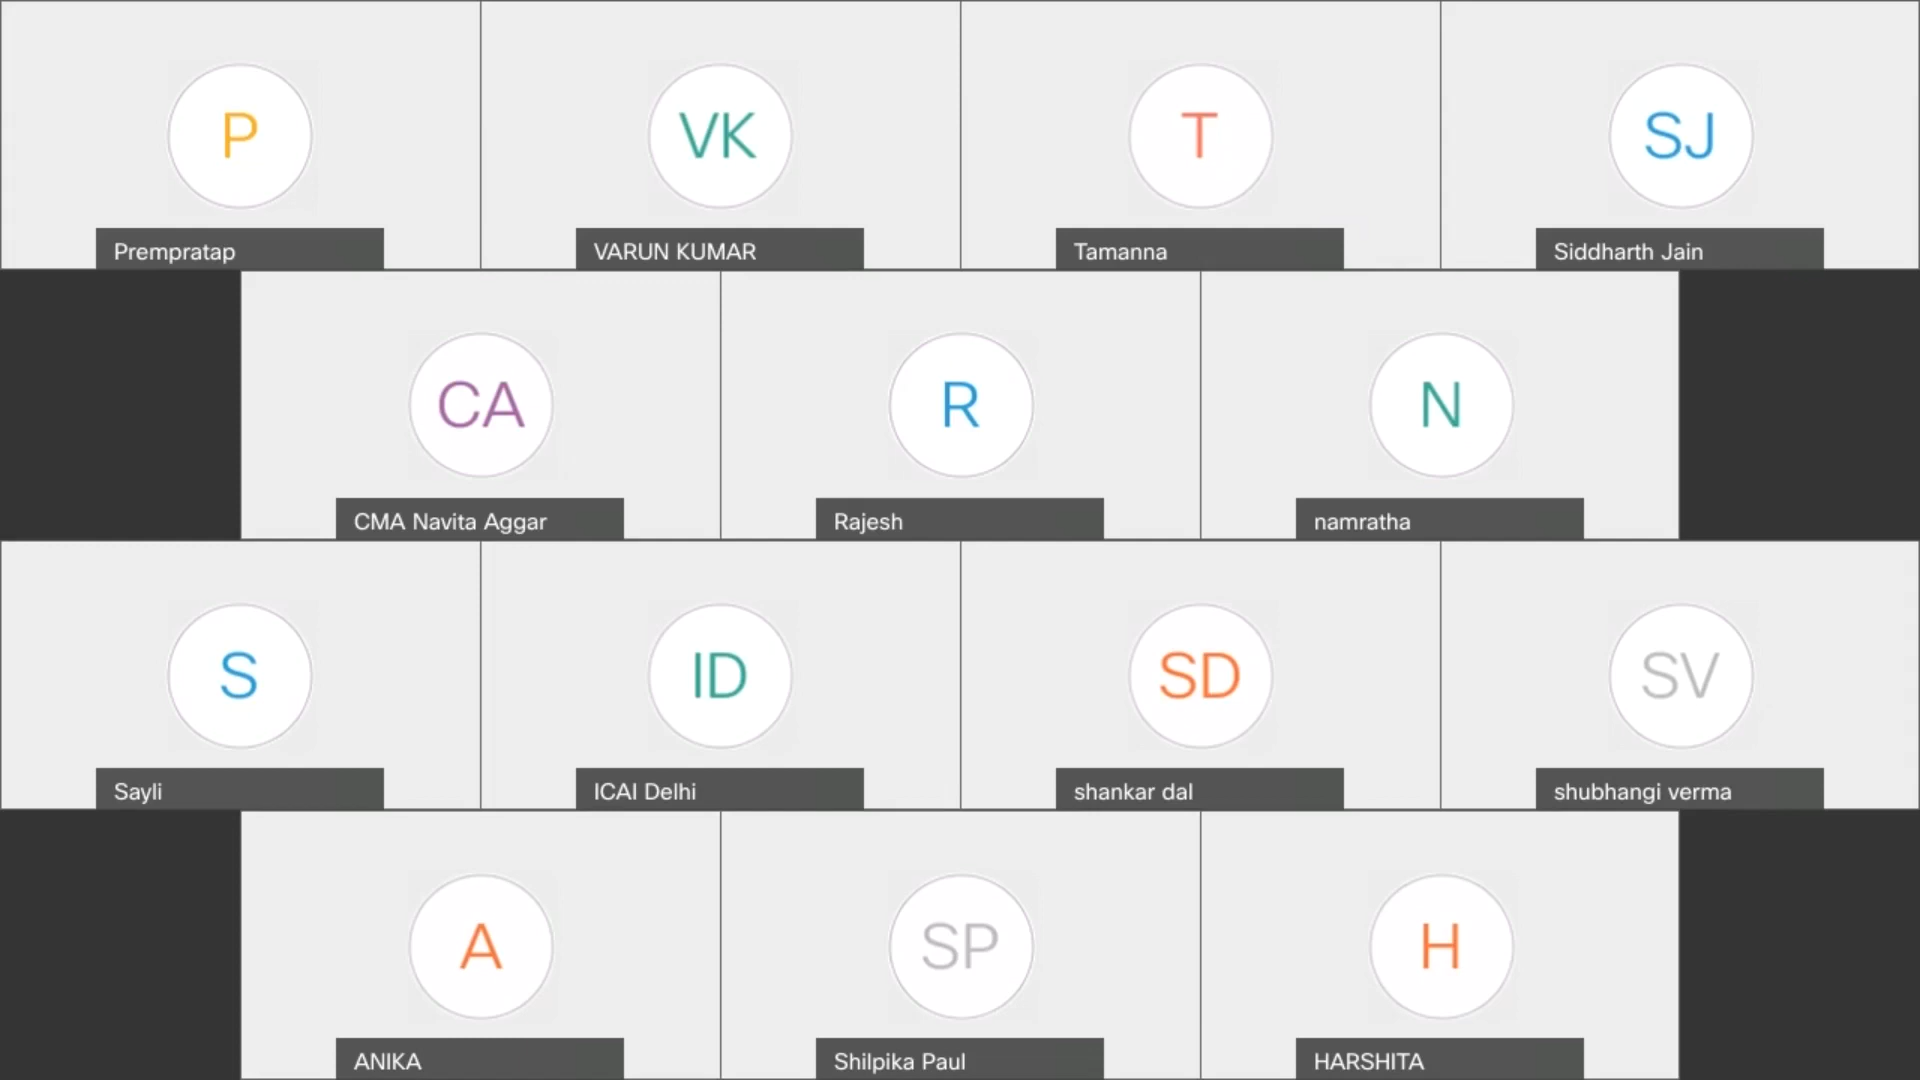 P
Prempratap
VK
VARUN KUMAR
T
Tamanna
SJ
Siddharth Jain
CA
CMA Navita Aggar
R
Rajesh
N
namratha
S
Sayli
ID
ICAI Delhi
SD
shankar dal
SV
shubhangi verma
A
ANIKA
SP
Shilpika Paul
H
HARSHITA